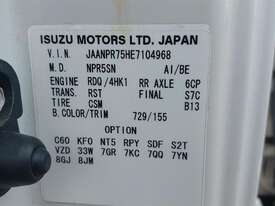 ISUZU MOTORS LTD. JAPAN
V.I.N. JAANPR75HE7104968
M.D. NPR5SN AI/BE
ENGINE RDQ/4HK1 RR AXLE 6CP
TRANS. RST FINAL S7C
TIRE CSM B13
B.COLOR/TRIM 729/155
OPTION
C60 KF0 NT5 RPY SDF S2T
VZD 33W 7GR 7KC 7QQ 7YN
8GJ 8JM